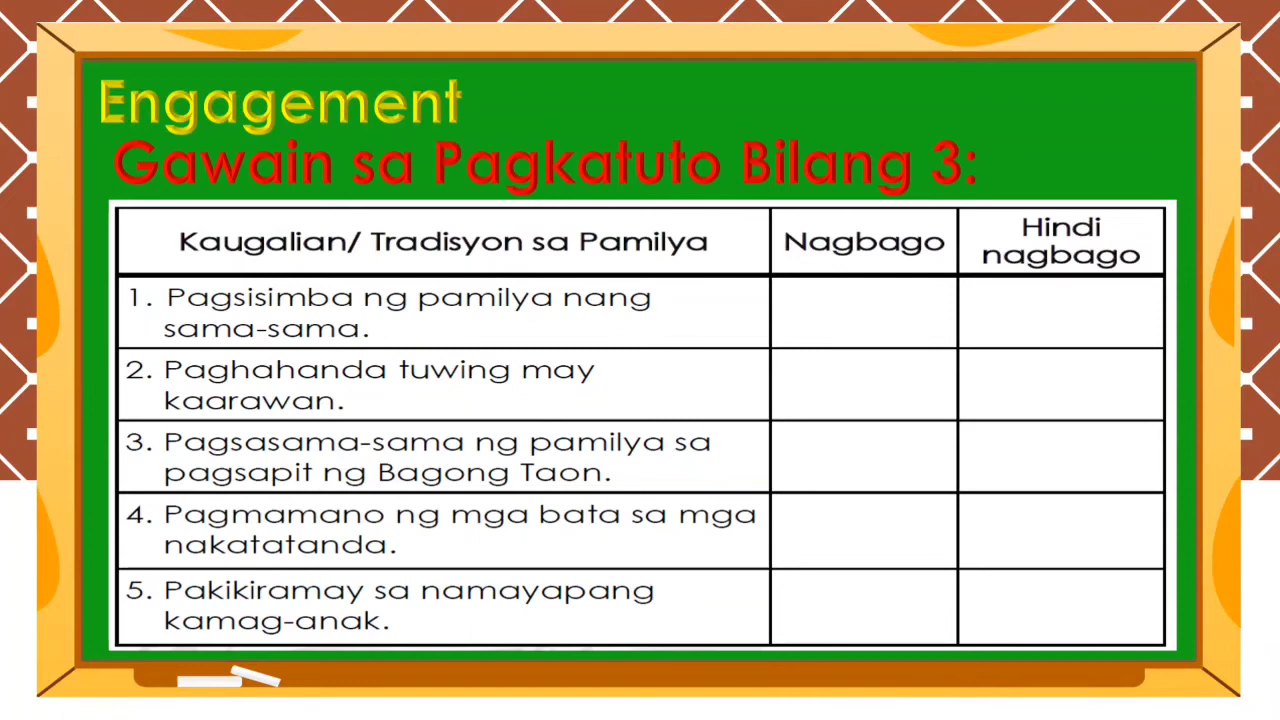 Engagement
Gawain sa Pagkatuto Bilang 3:
Kaugalian/ Tradisyon sa Pamilya
Nagbago
Hindi
nagbago
1. Pagsisimba ng pamilya nang
sama-sama.
2. Paghahanda tuwing may
kaarawan.
3. Pagsasama-sama ng pamilya sa
pagsapit ng Bagong Taon.
4. Pagmamano ng mga bata sa mga
nakatatanda.
5. Pakikiramay sa namayapang
kamag-anak.